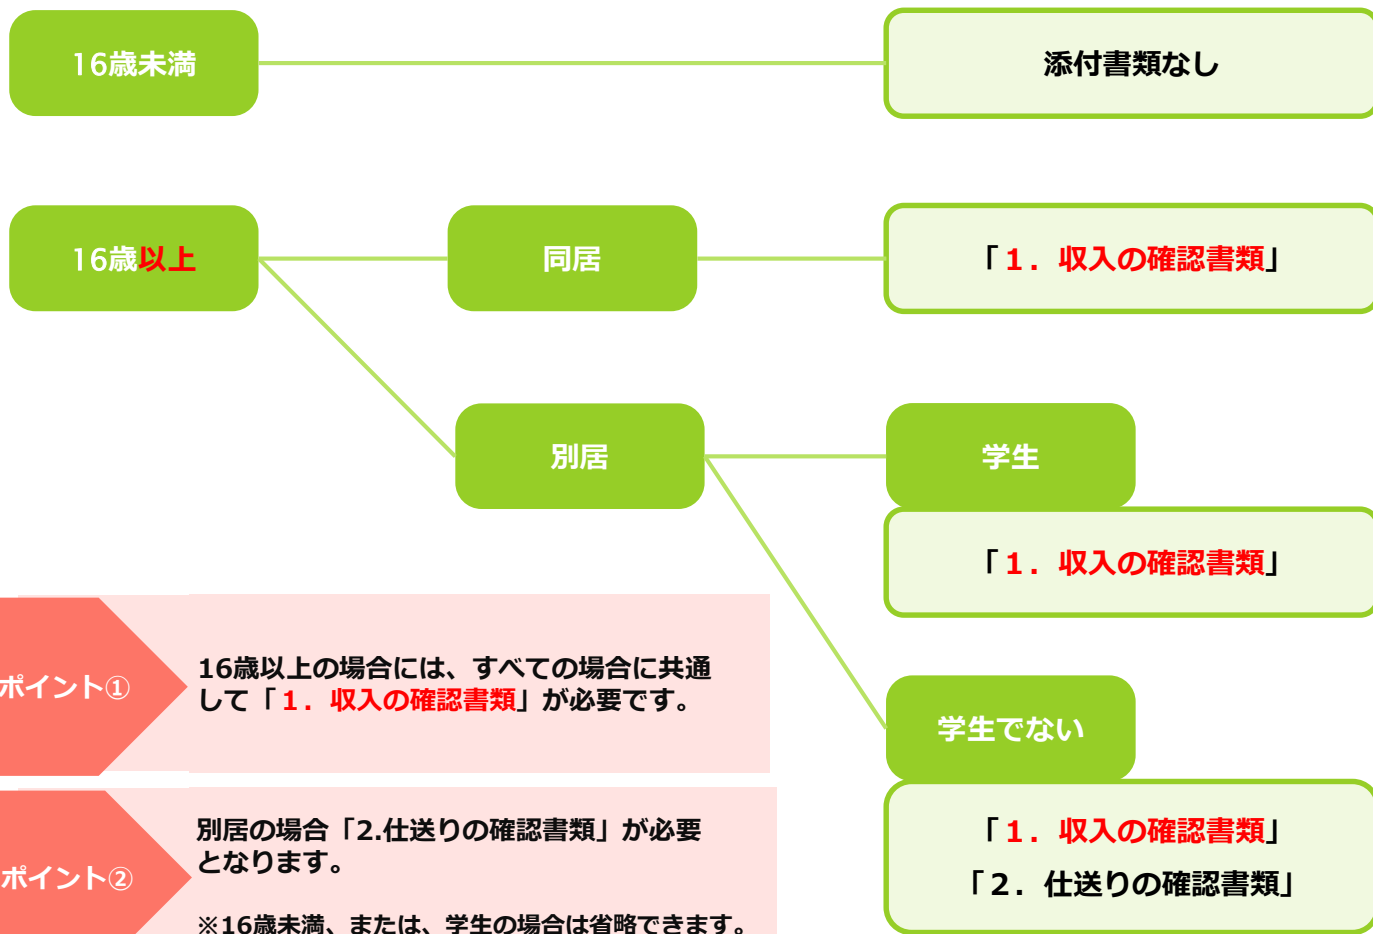 16歳未満
添付書類なし
16歳以上
同居
「１．収入の確認書類」
別居
学生
「１．収入の確認書類」
学生でない
「１．収入の確認書類」
「２．仕送りの確認書類」
ポイント①
16歳以上の場合には、すべての場合に共通
して「１．収入の確認書類」が必要です。
ポイント②
別居の場合「2.仕送りの確認書類」が必要
となります。
※16歳未満、または、学生の場合は省略できます。